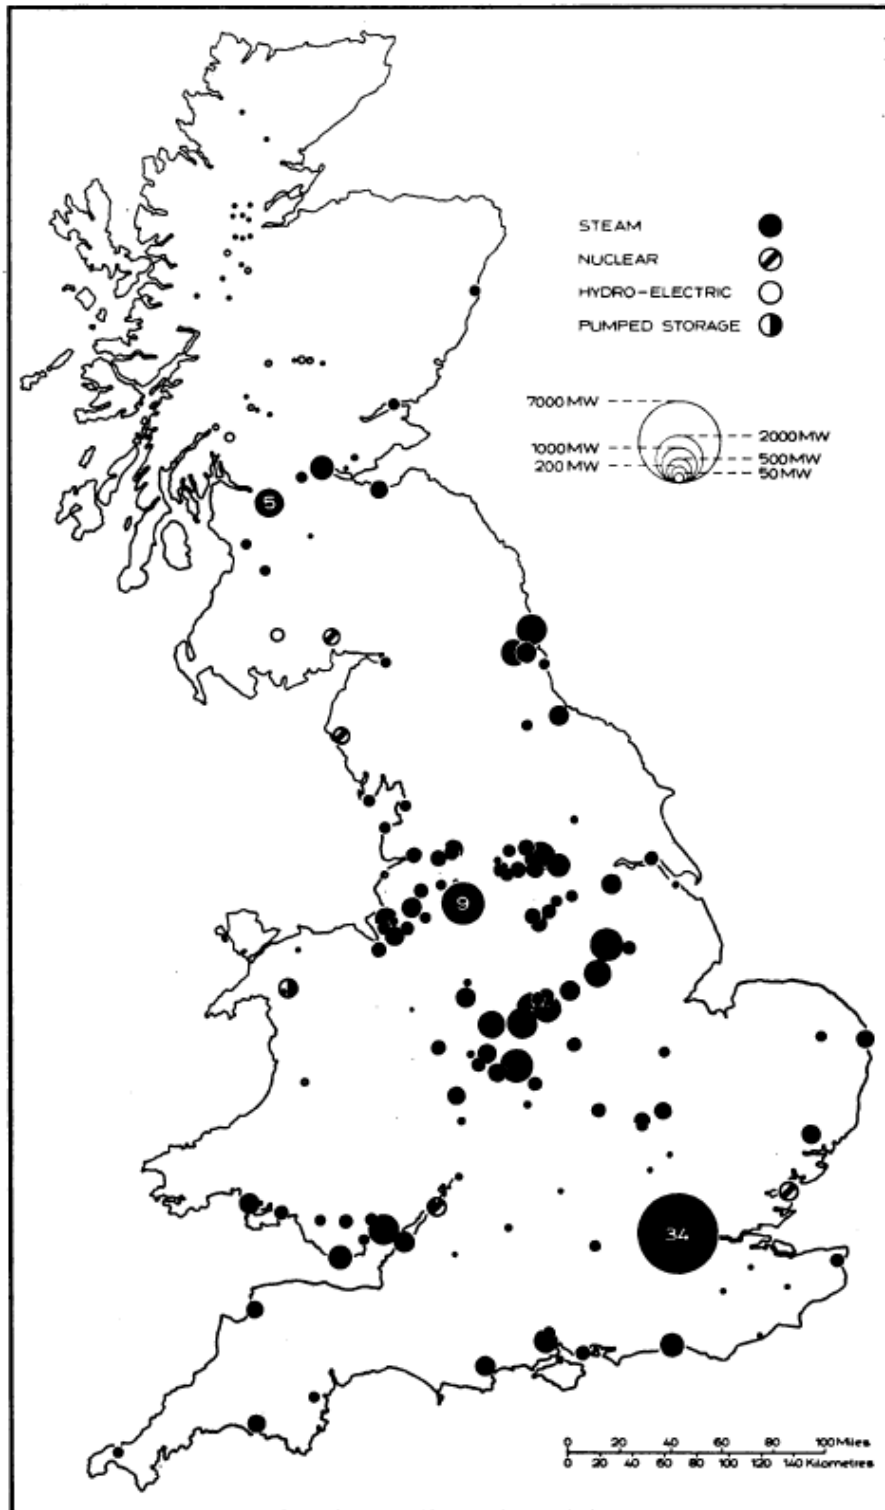 STEAM
NUCLEAR
HYDRO-ELECTRIC
PUMPED STORAGE
7000 MW
2000 MW
1000 MW
500 MW
200 MW
50 MW
5
9
34
0 20 40 60 80 100 Miles
0 20 40 60 80 100 120 140 Kilometres